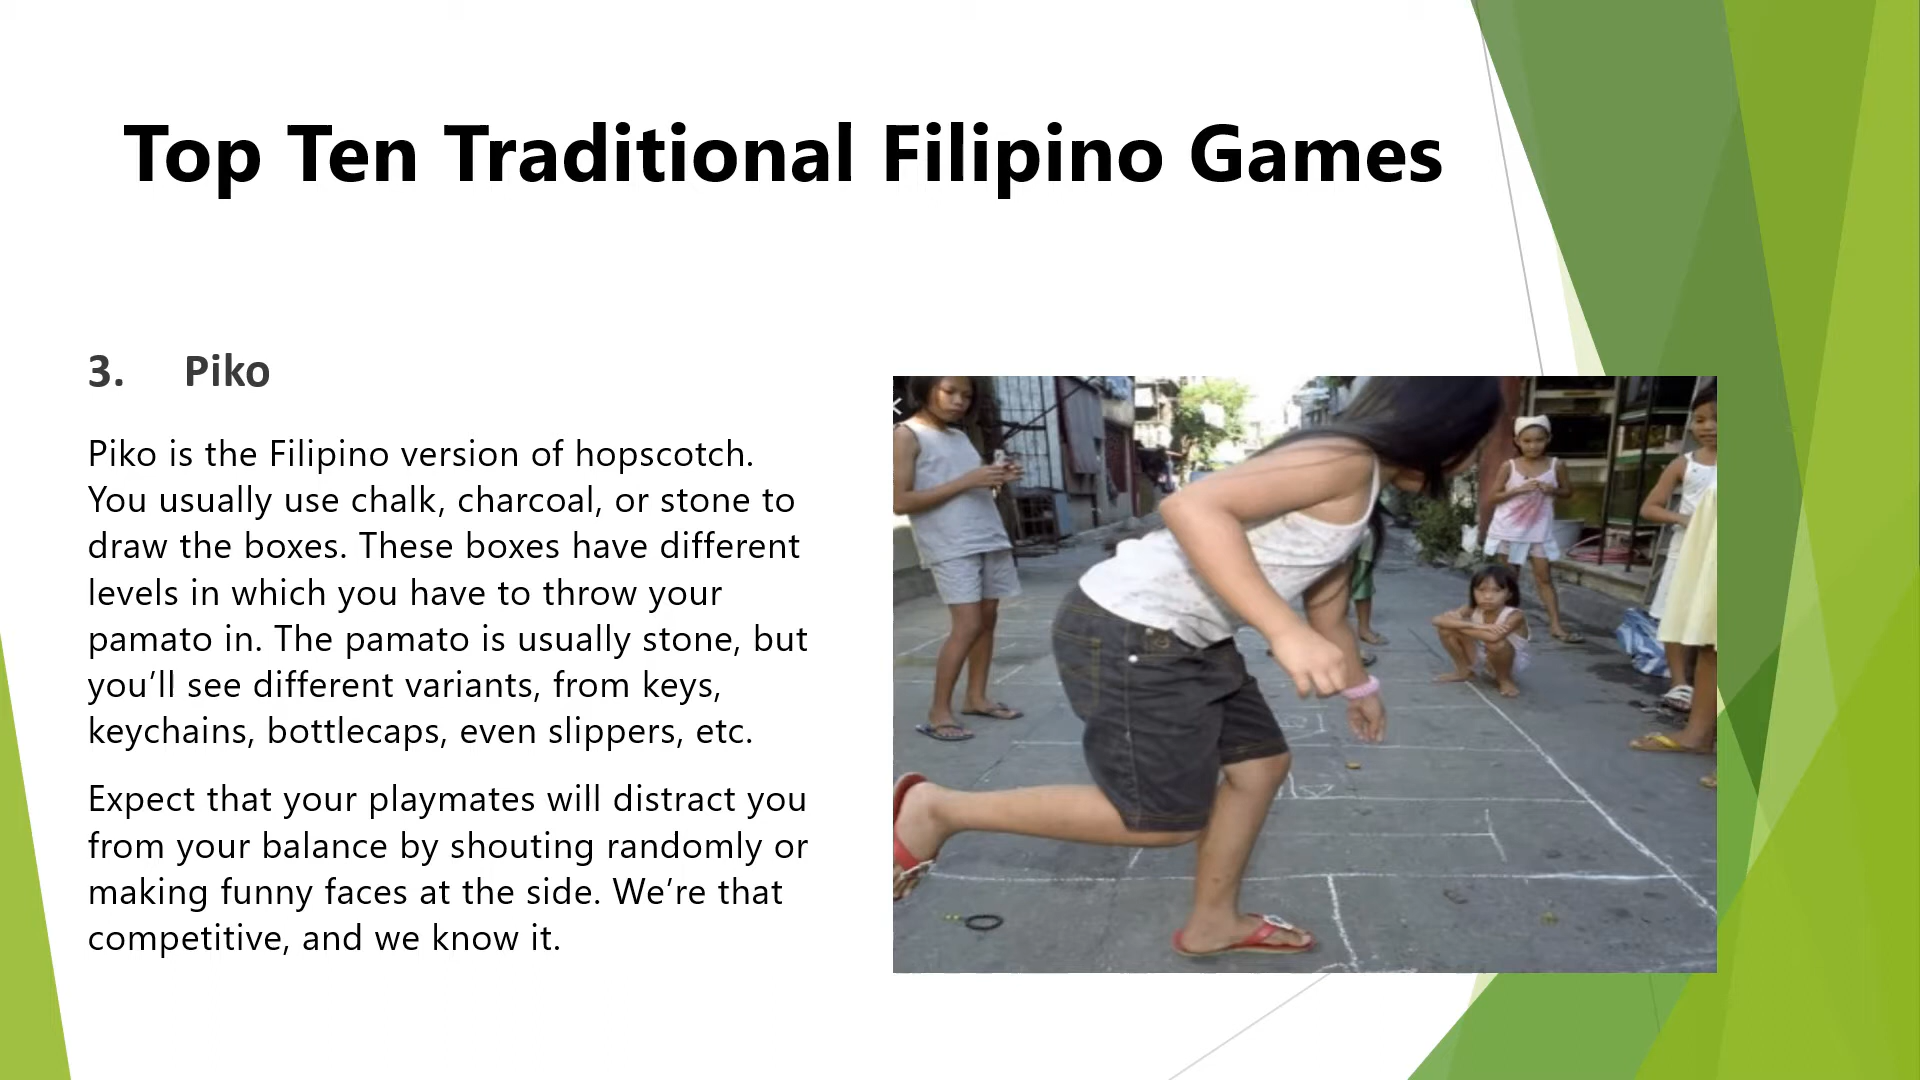 Top Ten Traditional Filipino Games
3. Piko
Piko is the Filipino version of hopscotch.
You usually use chalk, charcoal, or stone to
draw the boxes. These boxes have different
levels in which you have to throw your
pamato in. The pamato is usually stone, but
you’ll see different variants, from keys,
keychains, bottlecaps, even slippers, etc.
Expect that your playmates will distract you
from your balance by shouting randomly or
making funny faces at the side. We’re that
competitive, and we know it.